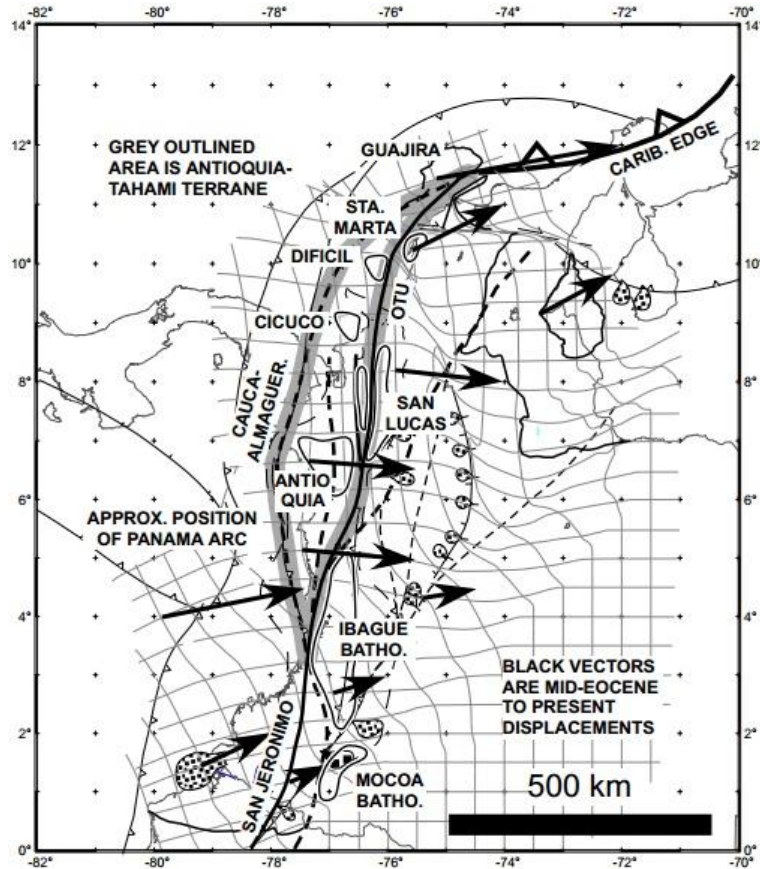 -82 -80° -78° -76° -74° -72° -70°
14° 14°
12° 12°
10° 10°
8° 8°
6° 6°
4° 4°
2° 2°
0° 0°
-82° -80° -78° -76° -74° -72° -70°
GREY OUTLINED
AREA IS ANTIOQUIA-
TAHAMI TERRANE
GUAJIRA
CARIB. EDGE
STA.
MARTA
DIFICIL
OTU
CICUCO
CAUCA-
ALMAGUER.
SAN
LUCAS
ANTIO
QUIA
APPROX. POSITION
OF PANAMA ARC
IBAGUE
BATHO.
BLACK VECTORS
ARE MID-EOCENE
TO PRESENT
DISPLACEMENTS
SAN JERONIMO
MOCOA
BATHO.
500 km